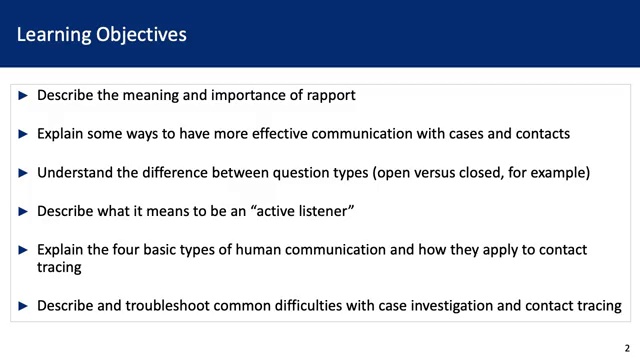 Learning Objectives
► Describe the meaning and importance of rapport
► Explain some ways to have more effective communication with cases and contacts
► Understand the difference between question types (open versus closed, for example)
► Describe what it means to be an “active listener”
► Explain the four basic types of human communication and how they apply to contact
tracing
► Describe and troubleshoot common difficulties with case investigation and contact tracing
2